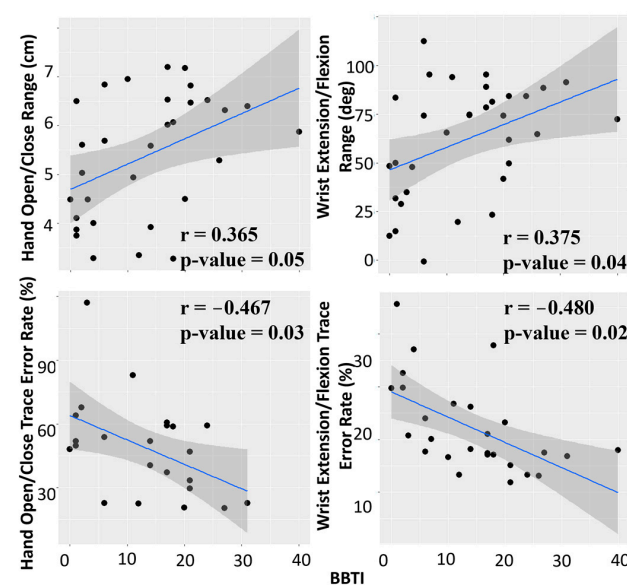 Hand Open/Close Range (cm)
7
6
5
4
r = 0.365
p-value = 0.05
Wrist Extension/Flexion
Range (deg)
100
75
50
25
0
r = 0.375
p-value = 0.04
Hand Open/Close Trace Error Rate (%)
90
60
30
r = −0.467
p-value = 0.03
0
10
20
30
40
Wrist Extension/Flexion Trace
Error Rate (%)
30
20
10
r = −0.480
p-value = 0.02
0
10
20
30
40
BBTI